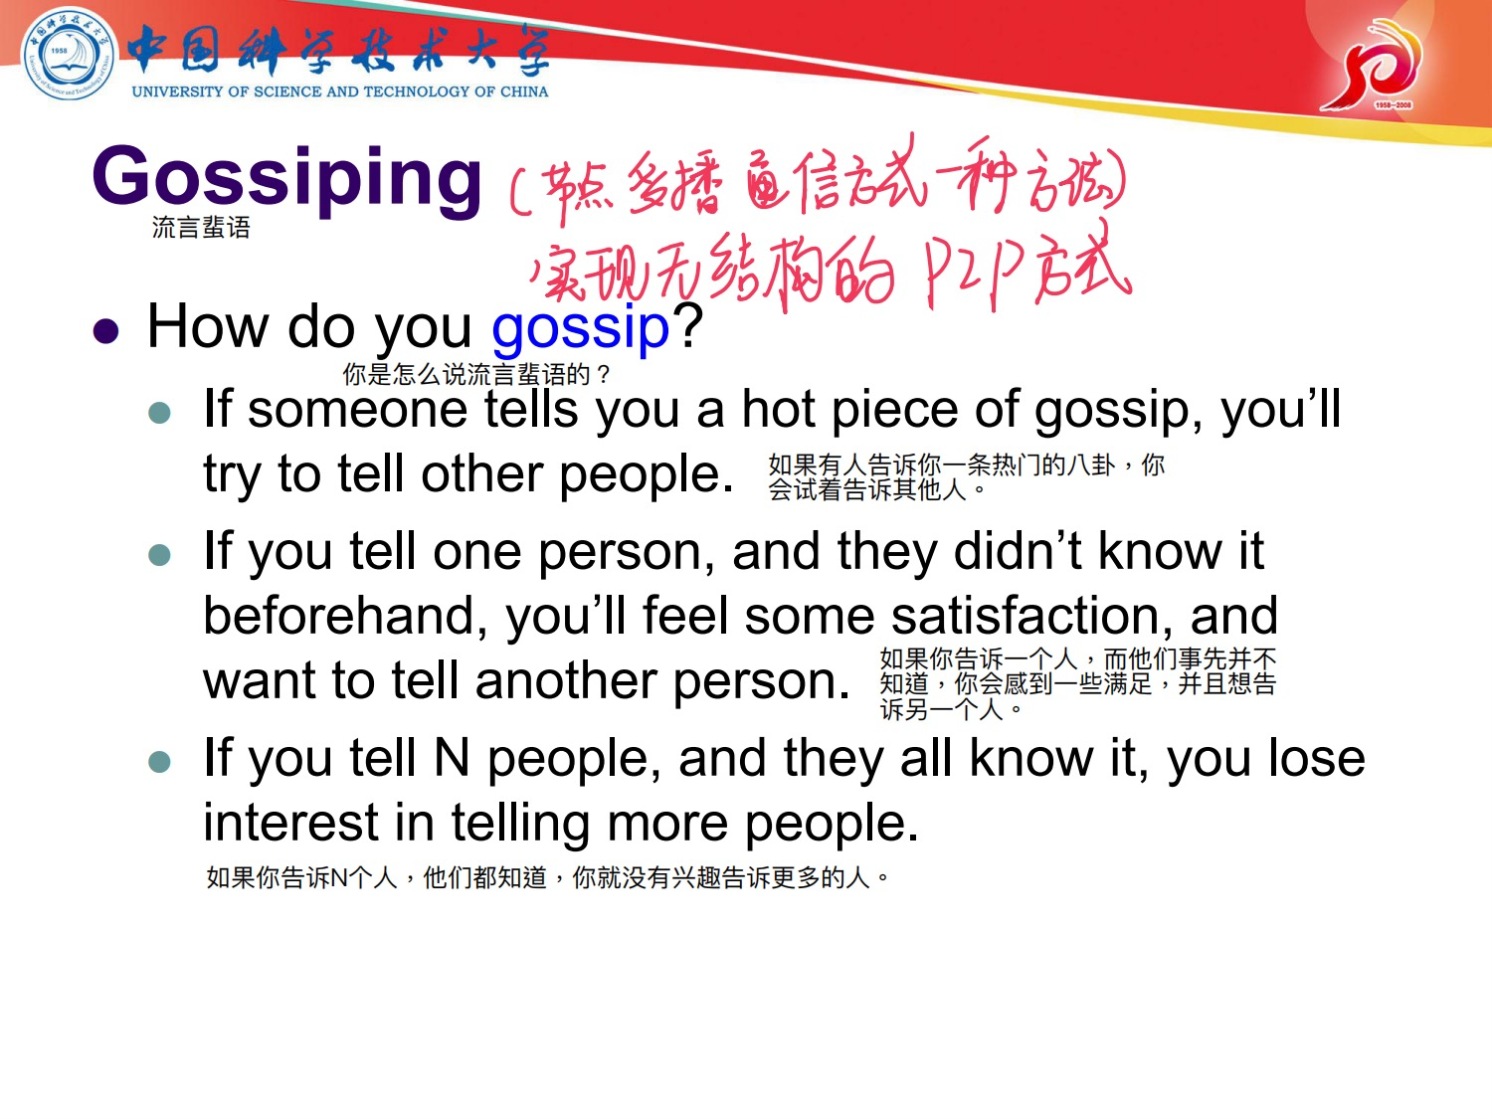 中国科学技术大学
1958
UNIVERSITY OF SCIENCE AND TECHNOLOGY OF CHINA
1958—2008
Gossiping
(节点多播通信方式一种方法)
流言蜚语
实现无结构的P2P方式
How do you gossip?
你是怎么说流言蜚语的？
If someone tells you a hot piece of gossip, you’ll
try to tell other people.
如果有人告诉你一条热门的八卦，你
会试着告诉其他人。
If you tell one person, and they didn’t know it
beforehand, you’ll feel some satisfaction, and
want to tell another person.
如果你告诉一个人，而他们事先并不
知道，你会感到一些满足，并且想告
诉另一个人。
If you tell N people, and they all know it, you lose
interest in telling more people.
如果你告诉N个人，他们都知道，你就没有兴趣告诉更多的人。